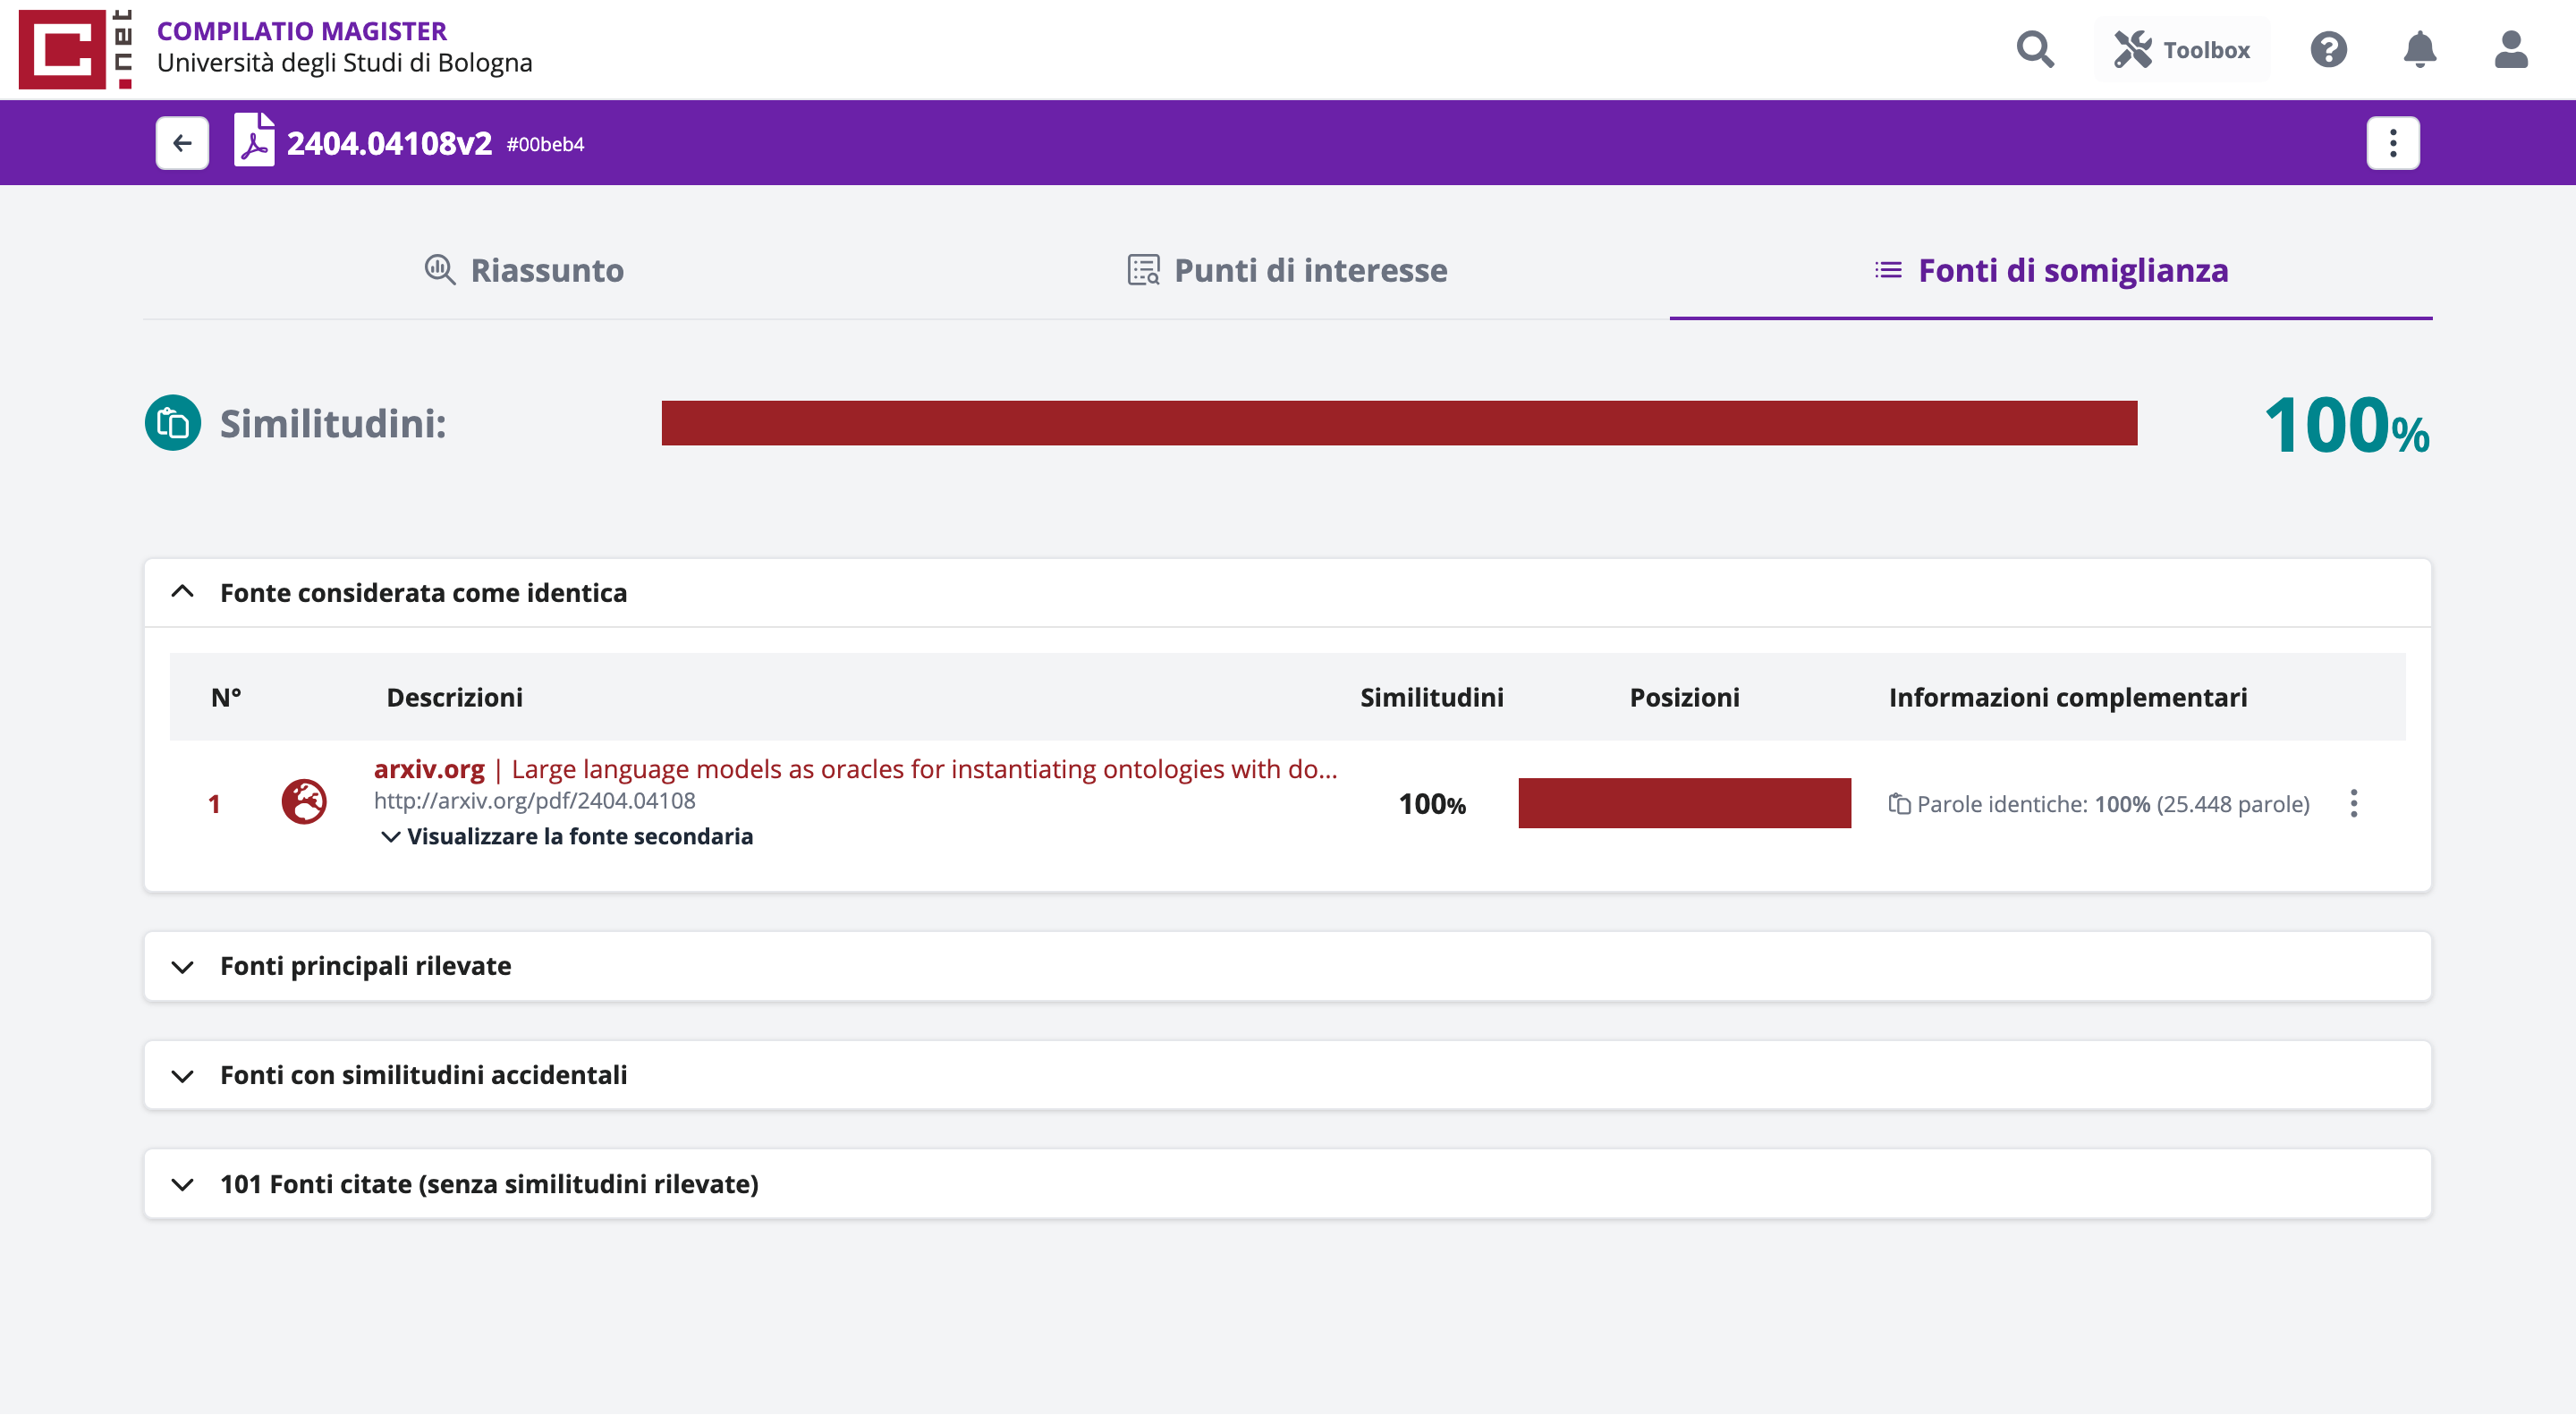 .net
COMPILATIO MAGISTER
Università degli Studi di Bologna
Toolbox
2404.04108v2 #00beb4
Riassunto
Punti di interesse
Fonti di somiglianza
Similitudini:
100%
Fonte considerata come identica
N° Descrizioni Similitudini Posizioni Informazioni complementari
1
arxiv.org | Large language models as oracles for instantiating ontologies with do...
http://arxiv.org/pdf/2404.04108
Visualizzare la fonte secondaria
100%
Parole identiche: 100% (25.448 parole)
Fonti principali rilevate
Fonti con similitudini accidentali
101 Fonti citate (senza similitudini rilevate)